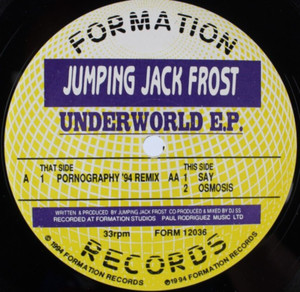 FORMATION
JUMPING JACK FROST
UNDERWORLD E.P.
THAT SIDE THIS SIDE
A 1 PORNOGRAPHY '94 REMIX AA 1 SAY
2 OSMOSIS
WRITTEN & PRODUCED BY JUMPING JACK FROST CO-PRODUCED & MIXED BY DJ SS
RECORDED AT FORMATION STUDIOS PAUL RODRIGUEZ MUSIC LTD
33rpm FORM 12036
RECORDS
© 1994 FORMATION RECORDS ℗ 1994 FORMATION RECORDS